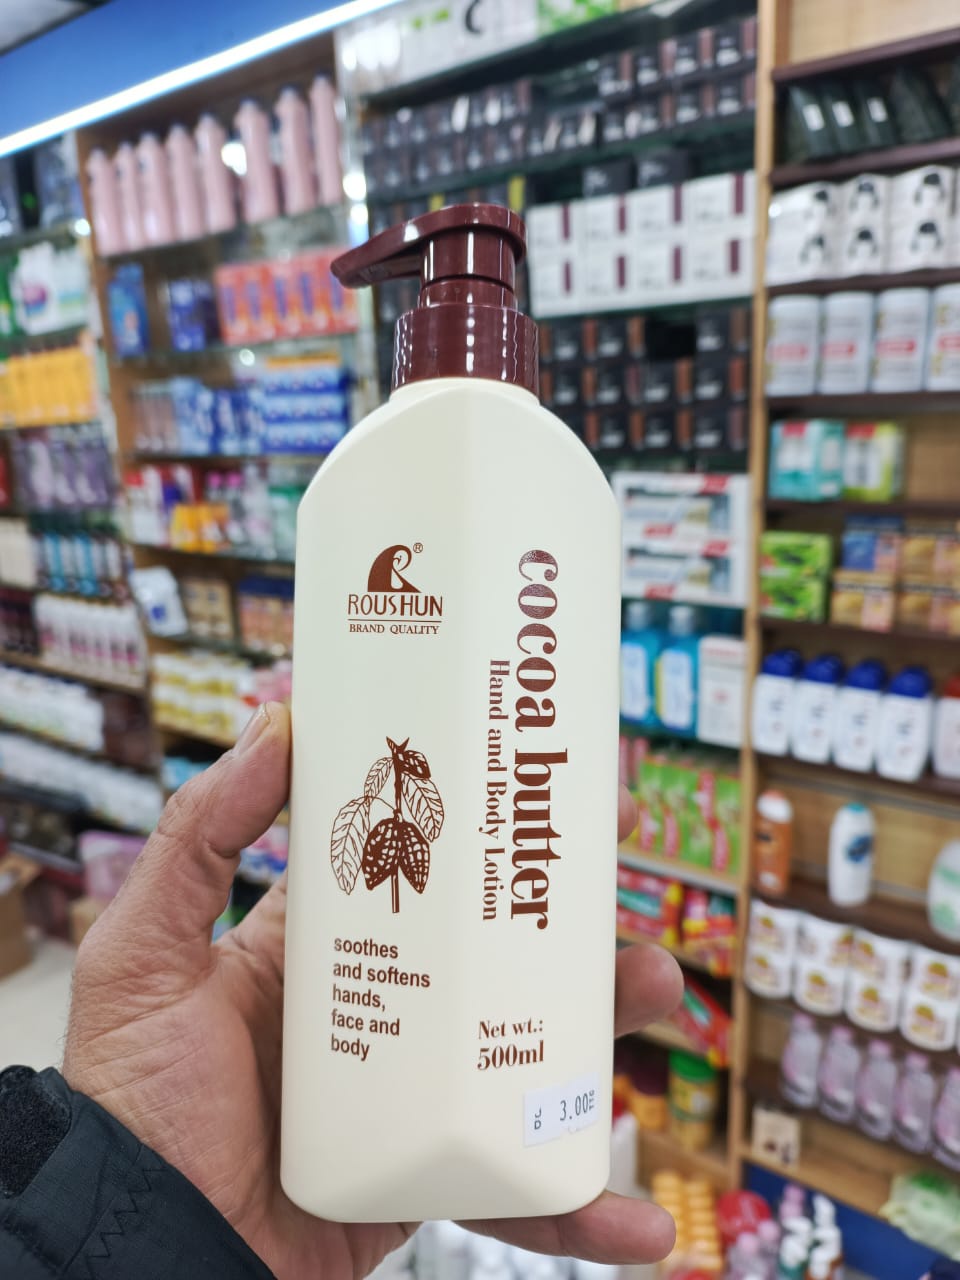 ®
ROUSHUN
BRAND QUALITY
cocoa butter
Hand and Body Lotion
soothes
and softens
hands,
face and
body
Net wt.:
500ml
3.00